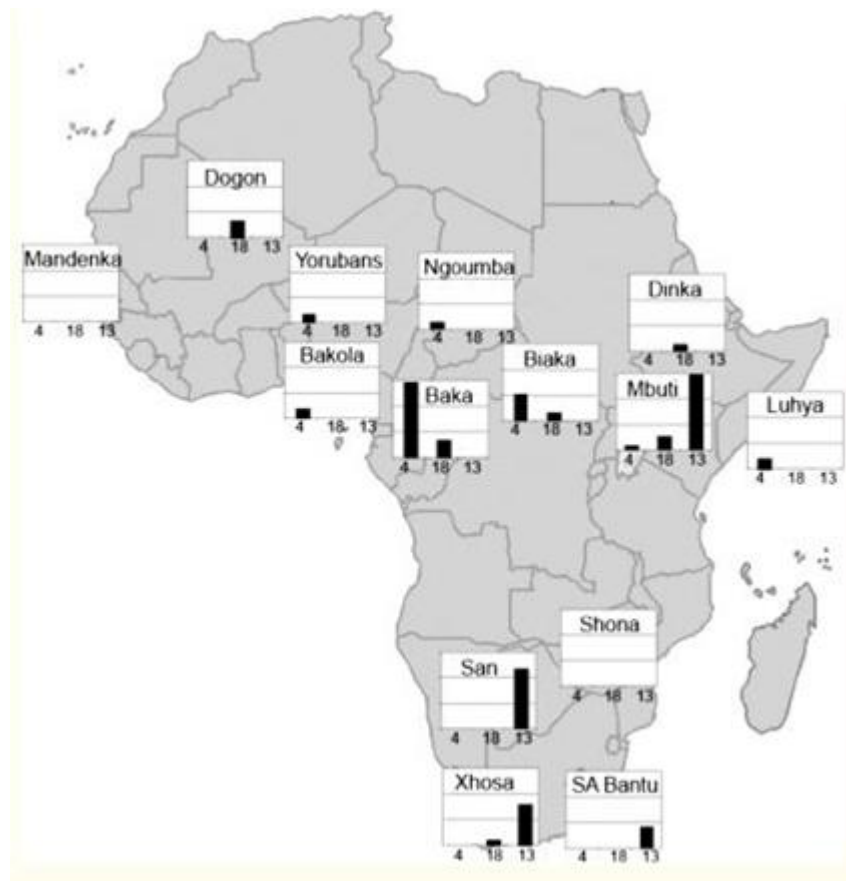 Dogon
4 18 13
Mandenka
4 18 13
Yorubans
4 18 13
Ngoumba
4 18 13
Dinka
4 18 13
Bakola
4 18 13
Baka
4 18 13
Biaka
4 18 13
Mbuti
4 18 13
Luhya
4 18 13
Shona
4 18 13
San
4 18 13
Xhosa
4 18 13
SA Bantu
4 18 13